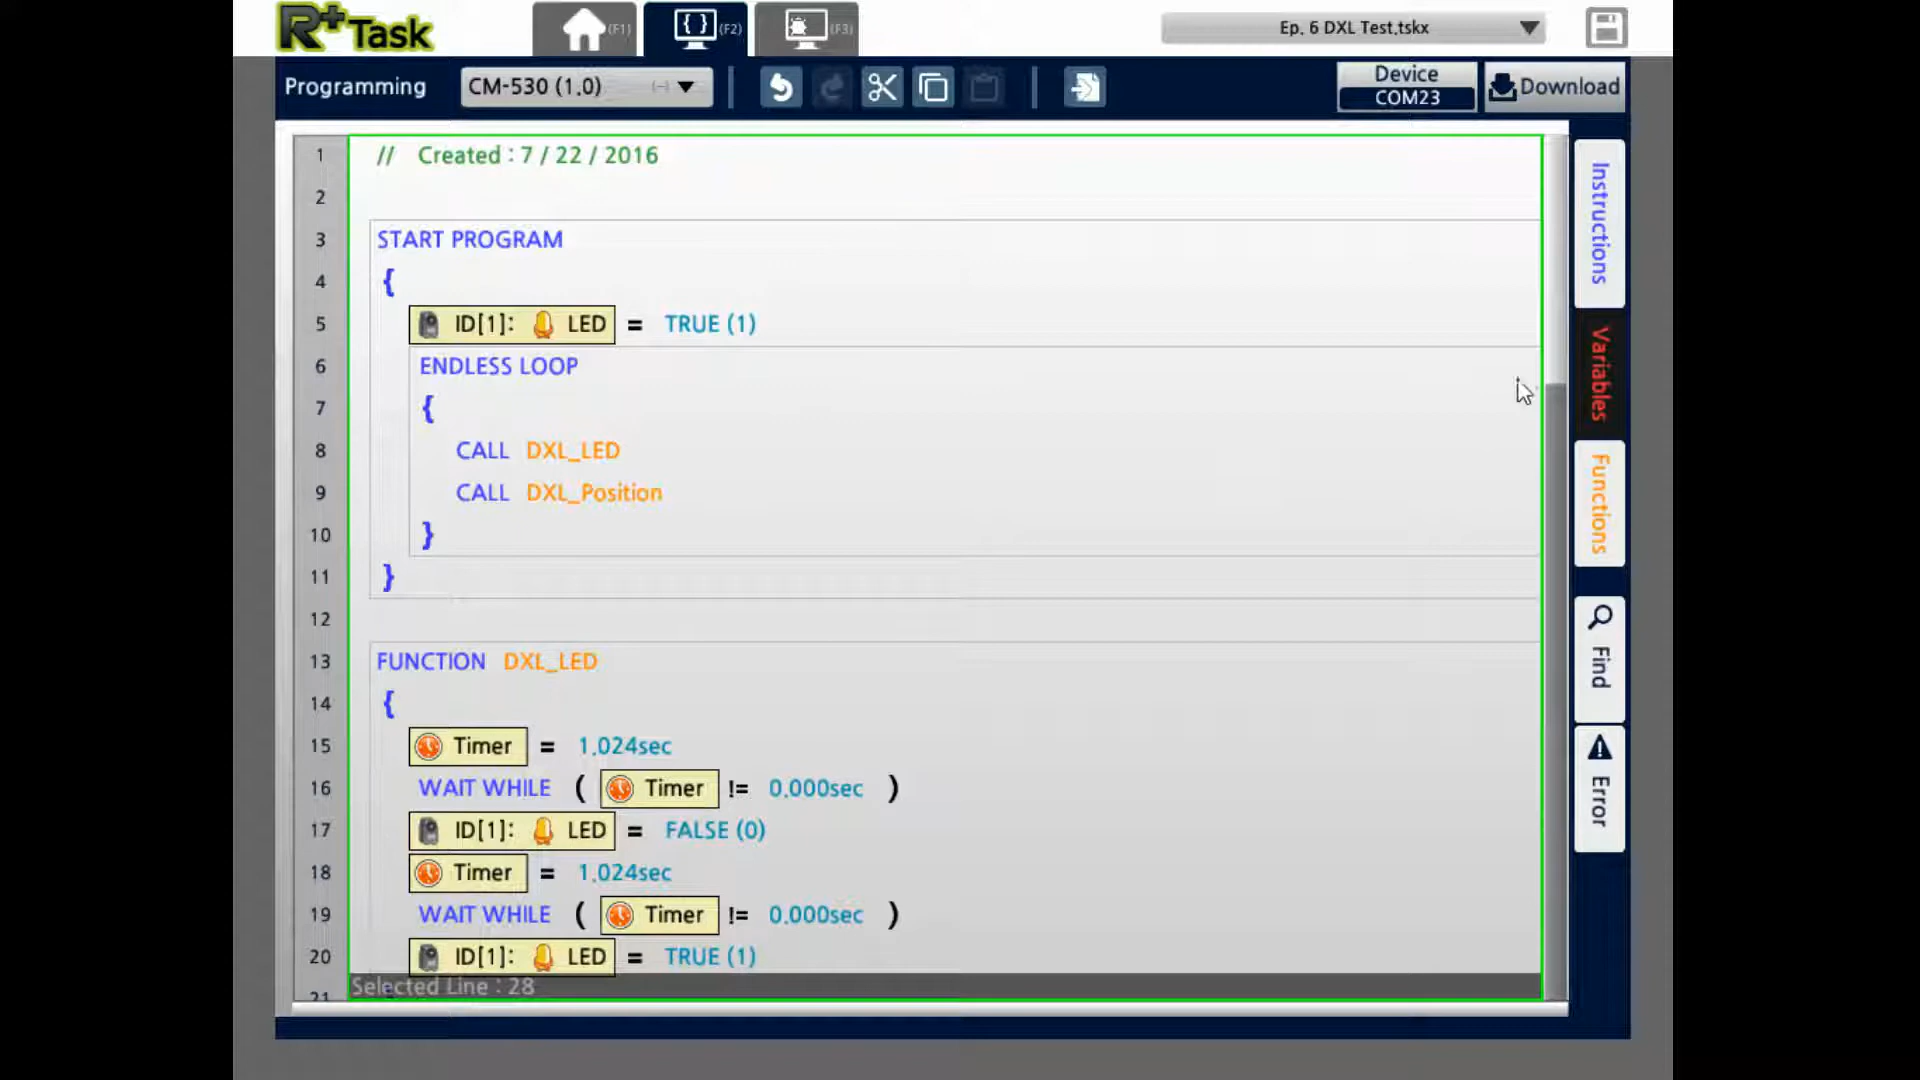 R+Task
(F1)
{ } (F2)
(F3)
Ep. 6 DXL Test.tskx
Programming
CM-530 (1.0) (--)
Device
COM23
Download
1 // Created : 7 / 22 / 2016
2
3 START PROGRAM
4 {
5 ID[1]: LED = TRUE (1)
6 ENDLESS LOOP
7 {
8 CALL DXL_LED
9 CALL DXL_Position
10 }
11 }
12
13 FUNCTION DXL_LED
14 {
15 Timer = 1.024sec
16 WAIT WHILE ( Timer != 0.000sec )
17 ID[1]: LED = FALSE (0)
18 Timer = 1.024sec
19 WAIT WHILE ( Timer != 0.000sec )
20 ID[1]: LED = TRUE (1)
21
Selected Line : 28
Instructions
Variables
Functions
Find
Error